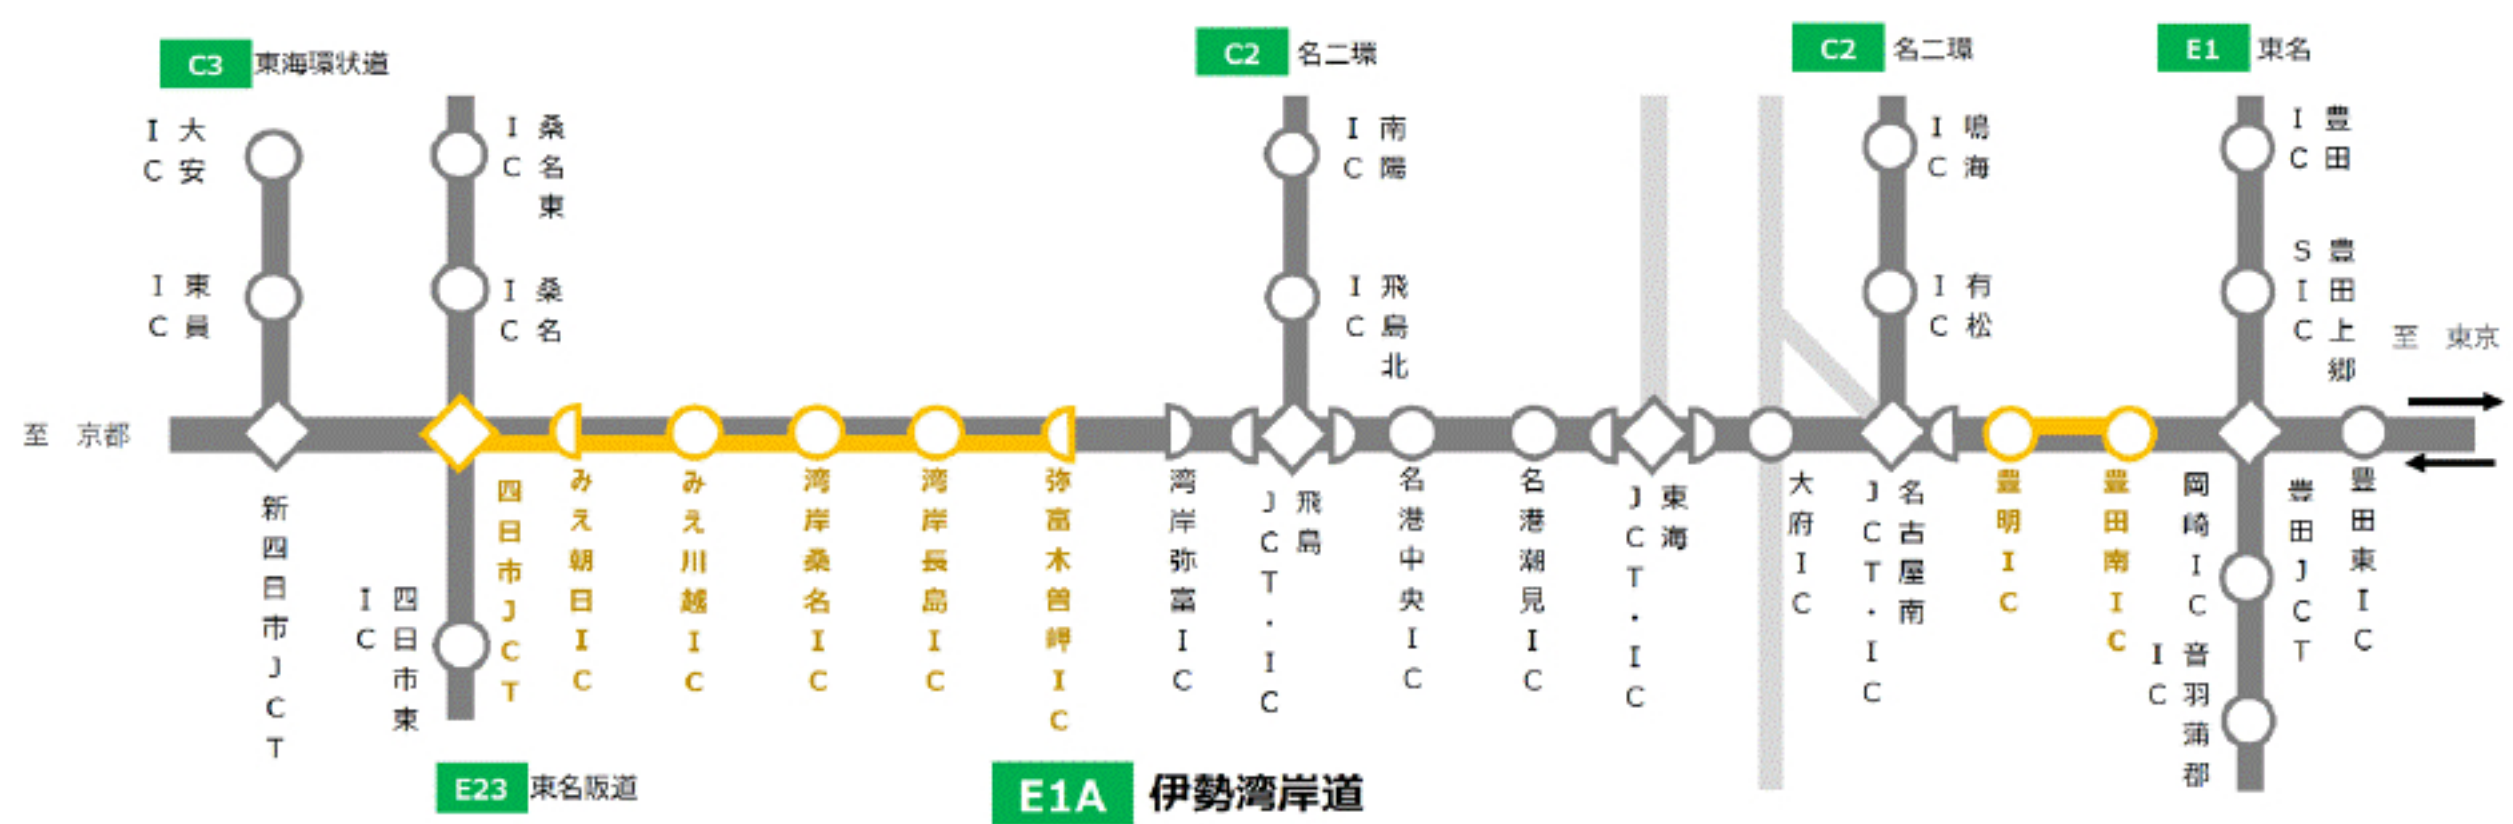 C3 東海環状道
C2 名二環
C2 名二環
E1 東名
大安IC
東員IC
桑名東IC
桑名IC
南陽IC
飛島北IC
鳴海IC
有松IC
豊田IC
豊田上郷SIC
至 東京
至 京都
新四日市JCT
四日市東IC
四日市JCT
みえ朝日IC
みえ川越IC
湾岸桑名IC
湾岸長島IC
弥富木曽岬IC
湾岸弥富IC
飛島JCT・IC
名港中央IC
名港潮見IC
東海JCT・IC
大府IC
名古屋南JCT・IC
豊明IC
豊田南IC
岡崎IC
音羽蒲郡IC
豊田JCT
豊田東IC
E23 東名阪道
E1A 伊勢湾岸道